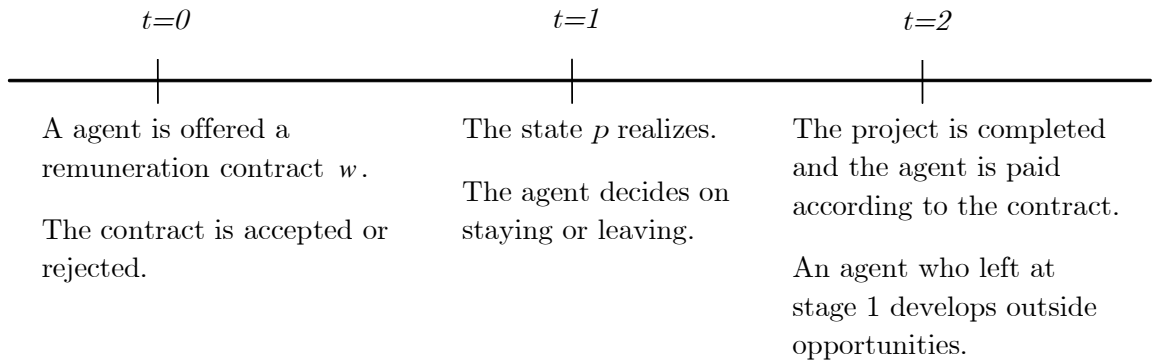 t=0
t=1
t=2
A agent is offered a
remuneration contract w.
The contract is accepted or
rejected.
The state p realizes.
The agent decides on
staying or leaving.
The project is completed
and the agent is paid
according to the contract.
An agent who left at
stage 1 develops outside
opportunities.